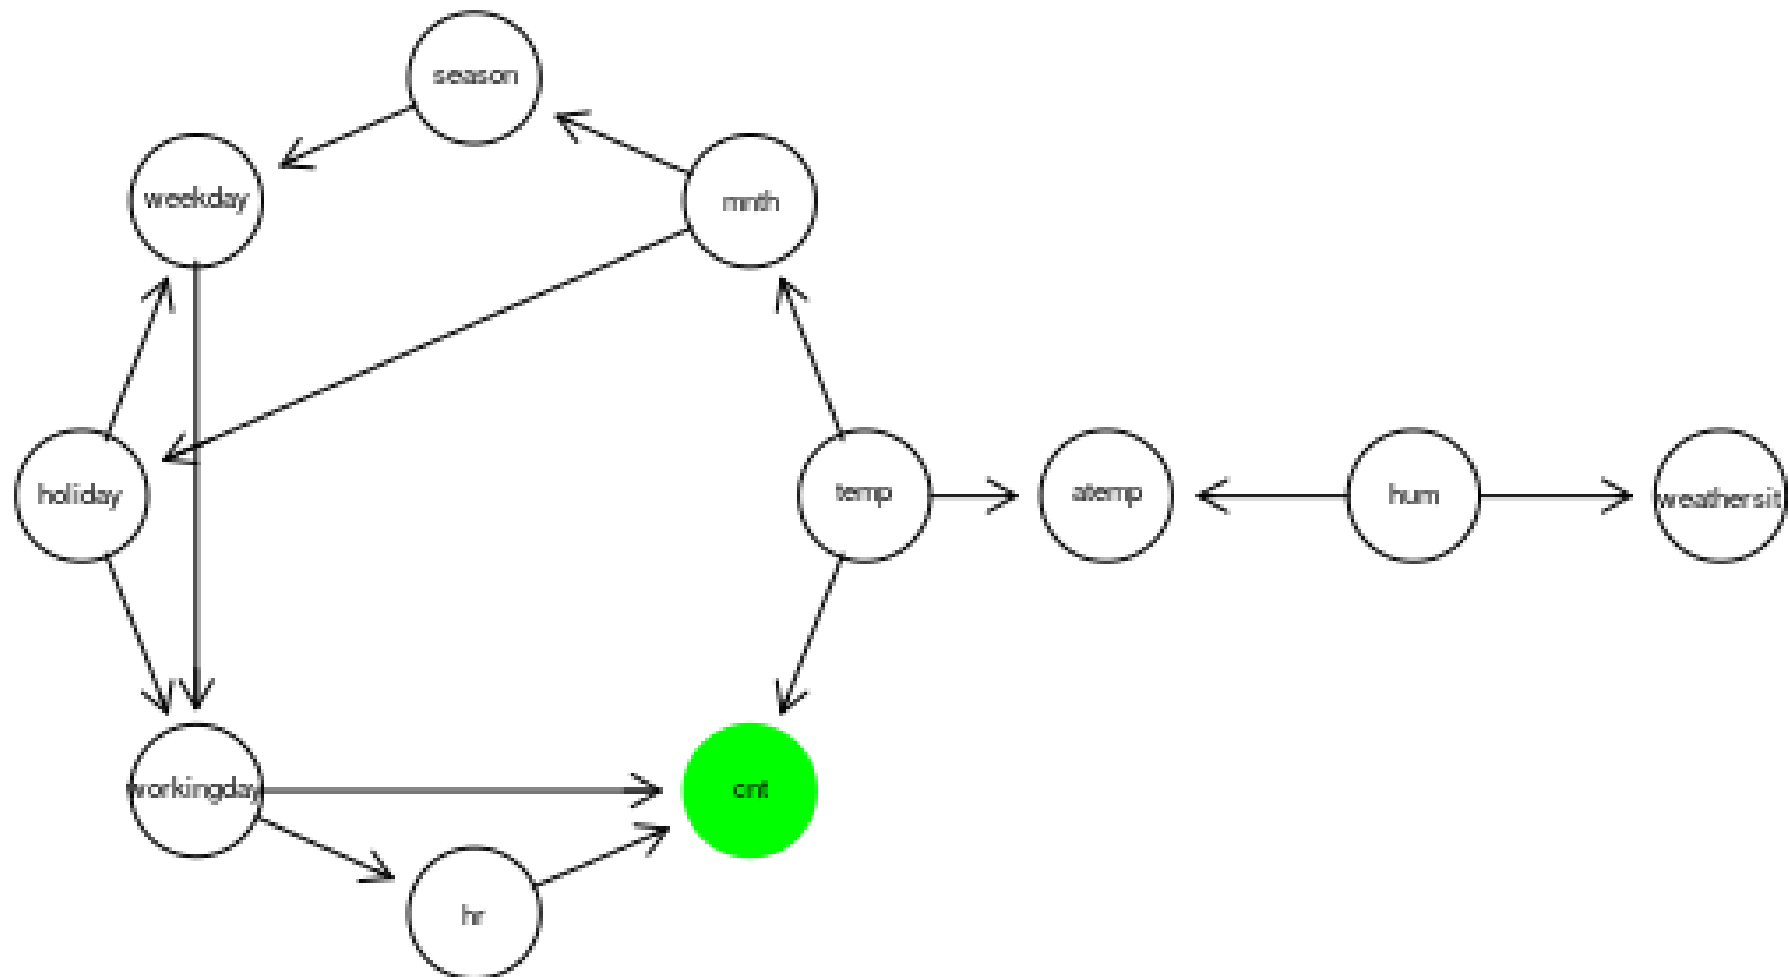 season
weekday
mnth
holiday
temp
atemp
hum
weathersit
workingday
cnt
hr